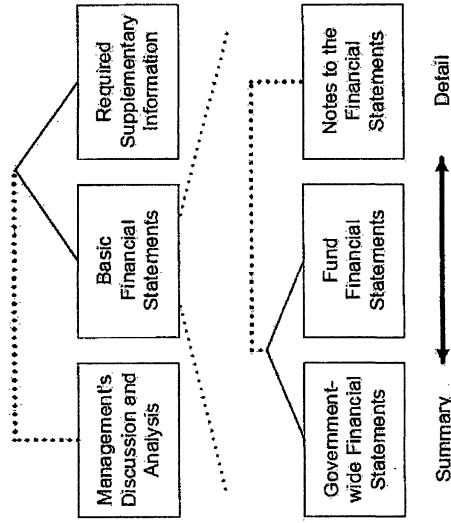 Management's
Discussion and
Analysis
Basic
Financial
Statements
Required
Supplementary
Information
Government-
wide Financial
Statements
Fund
Financial
Statements
Notes to the
Financial
Statements
Summary
Detail